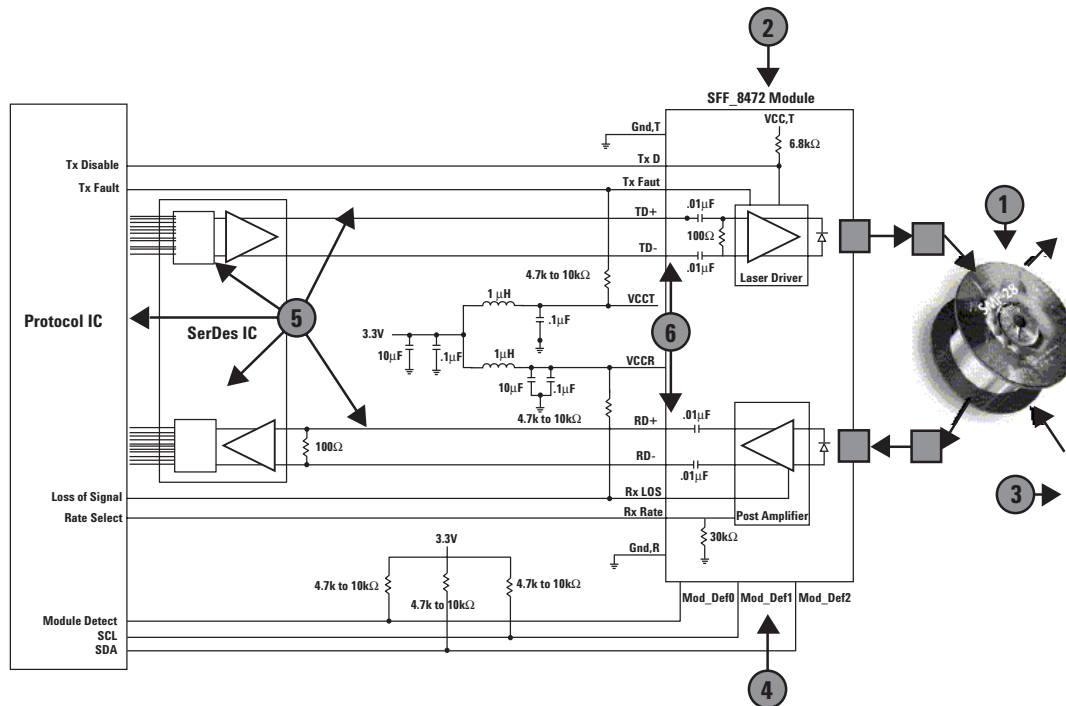 2
SFF_8472 Module
Gnd,T
VCC,T
6.8kΩ
Tx Disable
Tx D
Tx Fault
Tx Faut
1
TD+
.01µF
100Ω
TD-
.01µF
Laser Driver
SMF-28
4.7k to 10kΩ
1 µH
VCCT
Protocol IC
SerDes IC
5
.1µF
6
3.3V
10µF
.1µF
1µH
VCCR
10µF
.1µF
4.7k to 10kΩ
RD+
.01µF
100Ω
RD-
.01µF
3
Loss of Signal
Rx LOS
Rate Select
Rx Rate
Post Amplifier
30kΩ
3.3V
Gnd,R
4.7k to 10kΩ
4.7k to 10kΩ
4.7k to 10kΩ
Mod_Def0
Mod_Def1
Mod_Def2
Module Detect
SCL
SDA
4